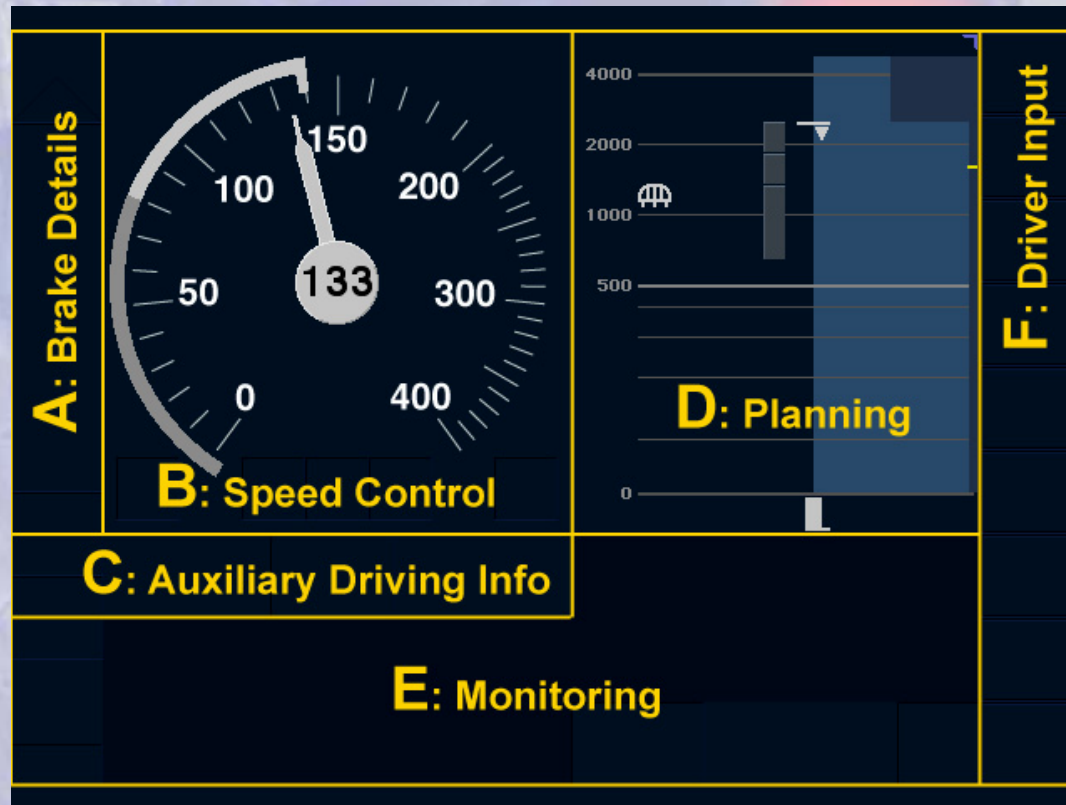 A: Brake Details
0
50
100
150
200
300
400
133
B: Speed Control
4000
2000
1000
500
0
D: Planning
F: Driver Input
C: Auxiliary Driving Info
E: Monitoring